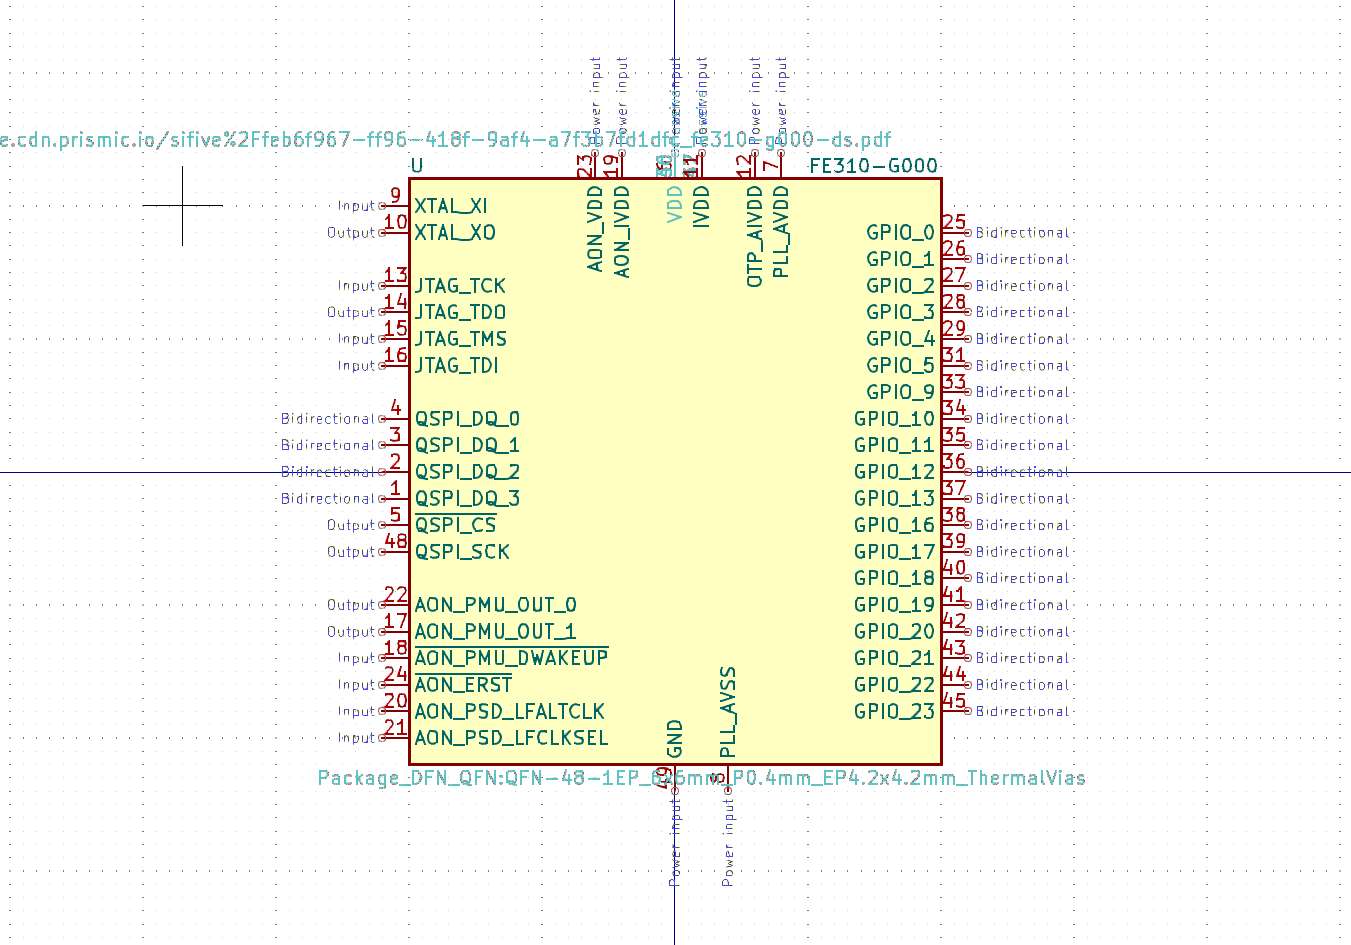 Power input Power input Power input Power input Power input
e.cdn.prismic.io/sifive%2Ffeb6f967-ff96-418f-9af4-a7f3b7fd1dfc_fe310-g000-ds.pdf
23 19 11 12 7
U FE310-G000
AON_VDD AON_IVDD VDD IVDD OTP_AIVDD PLL_AVDD
Input 9 XTAL_XI
Output 10 XTAL_XO GPIO_0 25 Bidirectional
GPIO_1 26 Bidirectional
Input 13 JTAG_TCK GPIO_2 27 Bidirectional
Output 14 JTAG_TDO GPIO_3 28 Bidirectional
Input 15 JTAG_TMS GPIO_4 29 Bidirectional
Input 16 JTAG_TDI GPIO_5 31 Bidirectional
GPIO_9 33 Bidirectional
Bidirectional 4 QSPI_DQ_0 GPIO_10 34 Bidirectional
Bidirectional 3 QSPI_DQ_1 GPIO_11 35 Bidirectional
Bidirectional 2 QSPI_DQ_2 GPIO_12 36 Bidirectional
Bidirectional 1 QSPI_DQ_3 GPIO_13 37 Bidirectional
Output 5 QSPI_CS GPIO_16 38 Bidirectional
Output 48 QSPI_SCK GPIO_17 39 Bidirectional
GPIO_18 40 Bidirectional
Output 22 AON_PMU_OUT_0 GPIO_19 41 Bidirectional
Output 17 AON_PMU_OUT_1 GPIO_20 42 Bidirectional
Input 18 AON_PMU_DWAKEUP GPIO_21 43 Bidirectional
Input 24 AON_ERST GPIO_22 44 Bidirectional
Input 20 AON_PSD_LFALTCLK GPIO_23 45 Bidirectional
Input 21 AON_PSD_LFCLKSEL
GND PLL_AVSS
49 8
Package_DFN_QFN:QFN-48-1EP_6x6mm_P0.4mm_EP4.2x4.2mm_ThermalVias
Power input Power input